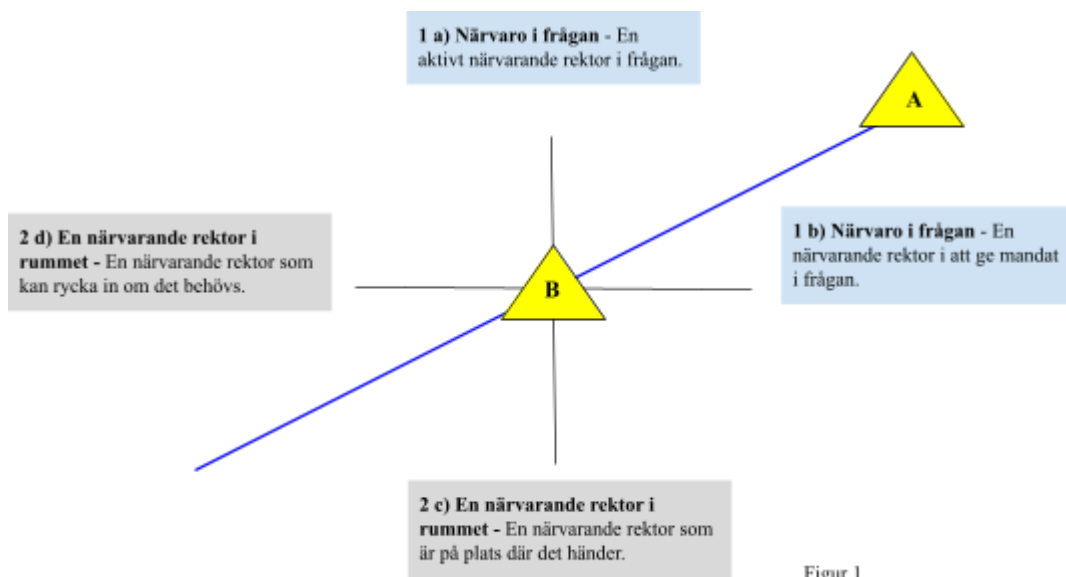 1 a) Närvaro i frågan - En
aktivt närvarande rektor i frågan.
A
2 d) En närvarande rektor i
rummet - En närvarande rektor som
kan rycka in om det behövs.
1 b) Närvaro i frågan - En
närvarande rektor i att ge mandat
i frågan.
B
2 c) En närvarande rektor i
rummet - En närvarande rektor som
är på plats där det händer.
Figur 1